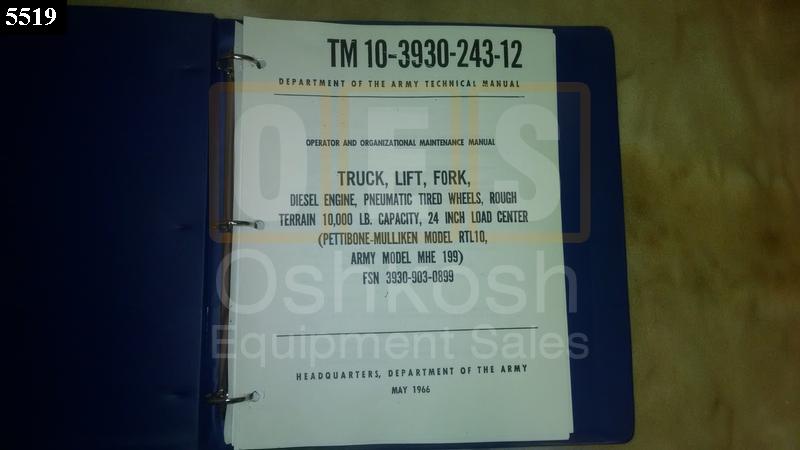 5519
TM 10-3930-243-12
DEPARTMENT OF THE ARMY TECHNICAL MANUAL
OPERATOR AND ORGANIZATIONAL MAINTENANCE MANUAL
TRUCK, LIFT, FORK,
DIESEL ENGINE, PNEUMATIC TIRED WHEELS, ROUGH
TERRAIN 10,000 LB. CAPACITY, 24 INCH LOAD CENTER
(PETTIBONE-MULLIKEN MODEL RTL10,
ARMY MODEL MHE 199)
FSN 3930-903-0899
HEADQUARTERS, DEPARTMENT OF THE ARMY
MAY 1966
OES
Oshkosh
Equipment Sales